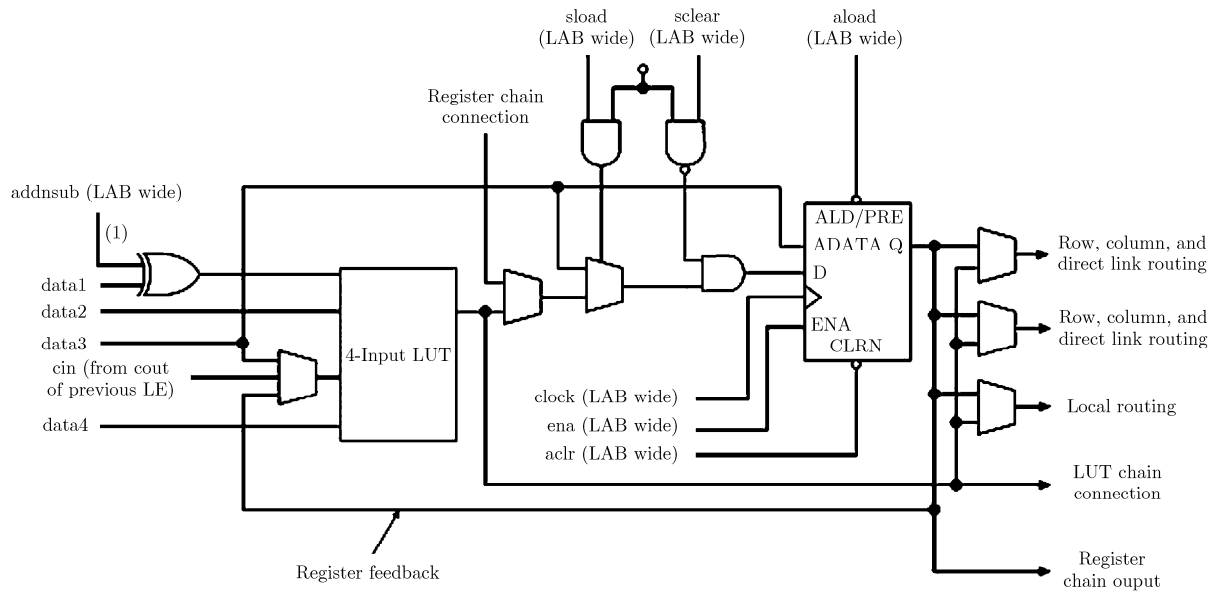 sload
(LAB wide)
sclear
(LAB wide)
aload
(LAB wide)
Register chain
connection
addnsub (LAB wide)
(1)
data1
data2
data3
cin (from cout
of previous LE)
data4
4-Input LUT
ALD/PRE
ADATA Q
D
ENA
CLRN
clock (LAB wide)
ena (LAB wide)
aclr (LAB wide)
Row, column, and
direct link routing
Row, column, and
direct link routing
Local routing
LUT chain
connection
Register
chain ouput
Register feedback